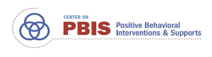 CENTER ON
PBIS
Positive Behavioral
Interventions & Supports